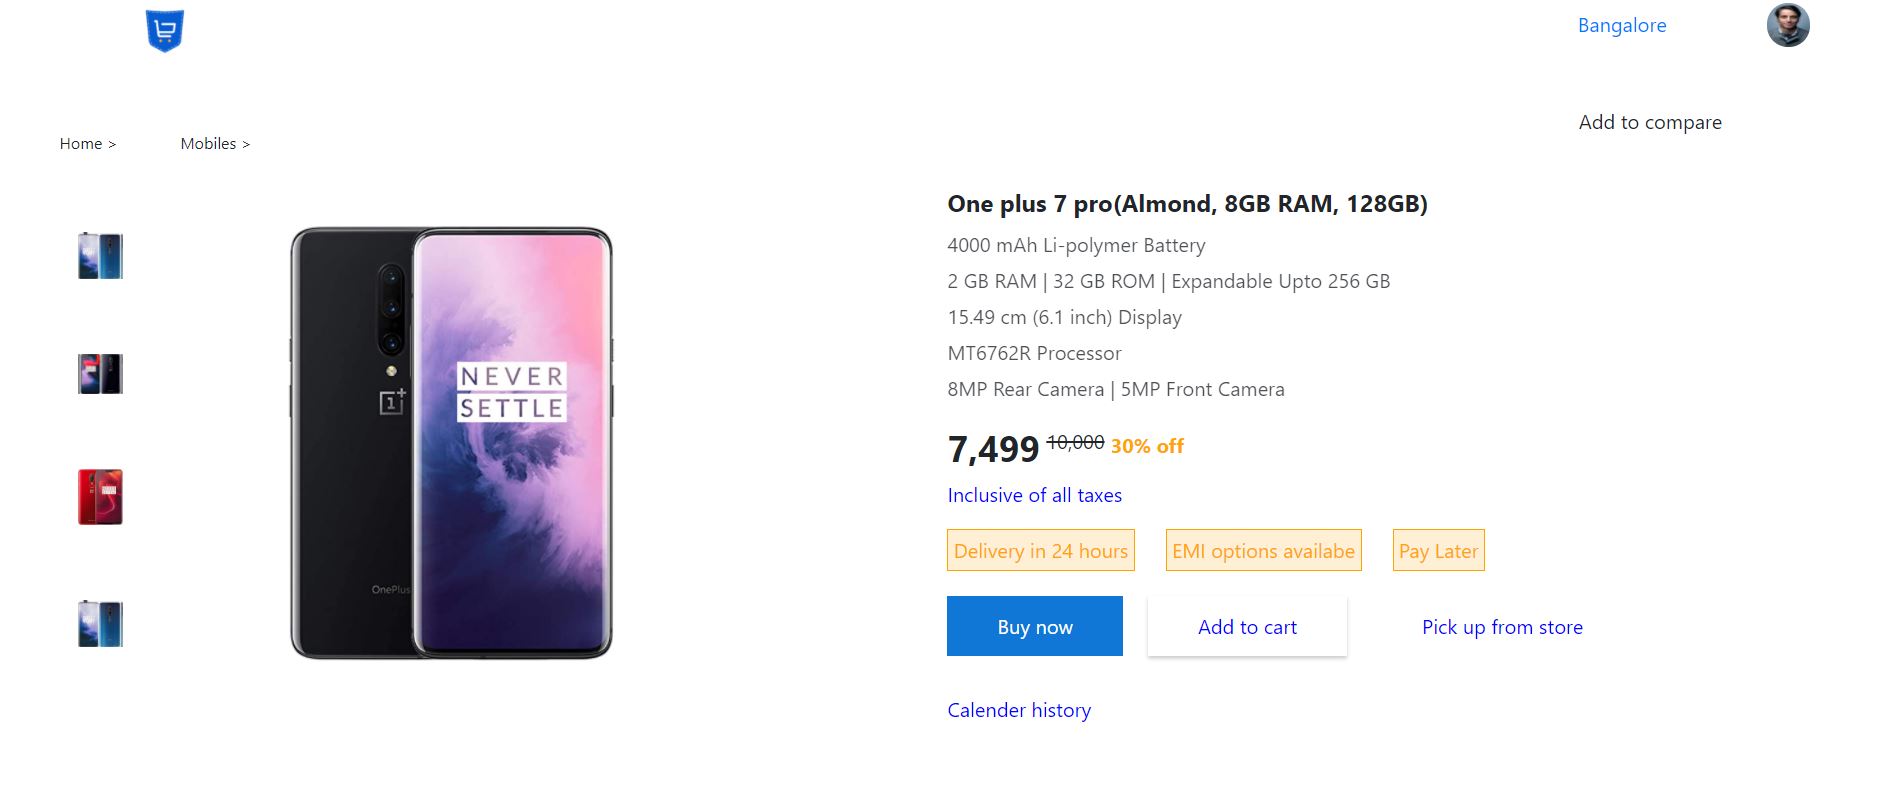 Bangalore
Add to compare
Home >
Mobiles >
One plus 7 pro(Almond, 8GB RAM, 128GB)
4000 mAh Li-polymer Battery
2 GB RAM | 32 GB ROM | Expandable Upto 256 GB
15.49 cm (6.1 inch) Display
MT6762R Processor
8MP Rear Camera | 5MP Front Camera
NEVER
SETTLE
OnePlus
7,499 10,000 30% off
Inclusive of all taxes
Delivery in 24 hours
EMI options availabe
Pay Later
Buy now
Add to cart
Pick up from store
Calender history